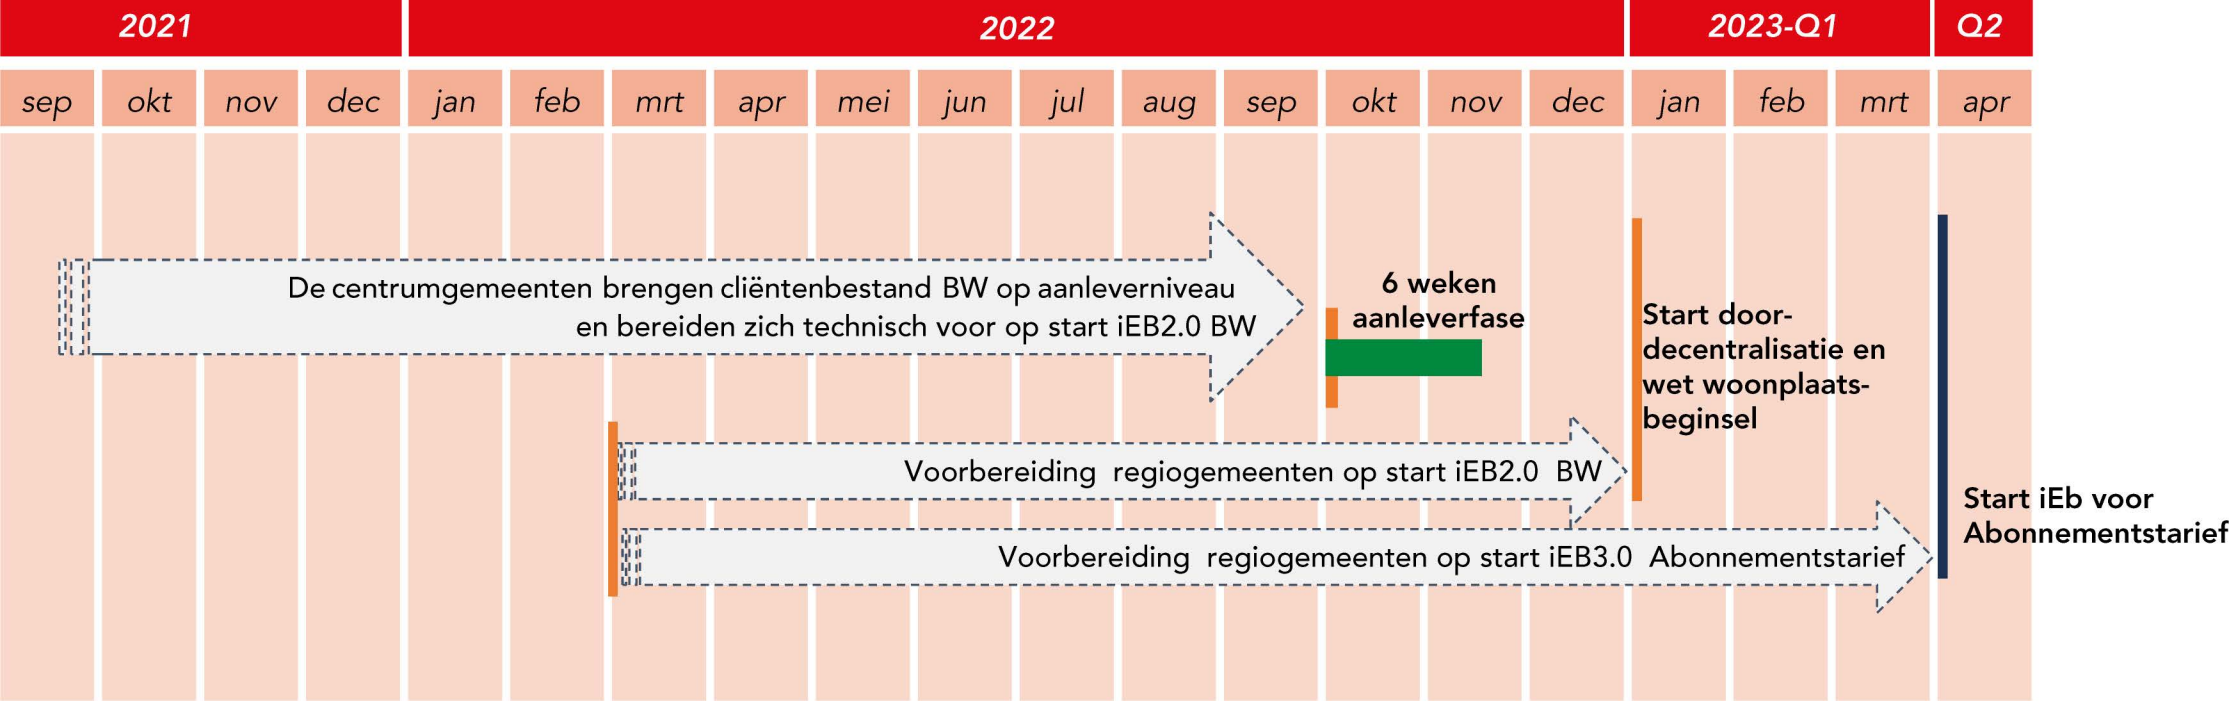 2021 2022 2023-Q1 Q2
sep okt nov dec jan feb mrt apr mei jun jul aug sep okt nov dec jan feb mrt apr
De centrumgemeenten brengen cliëntenbestand BW op aanleverniveau
en bereiden zich technisch voor op start iEB2.0 BW
6 weken
aanleverfase
Start door-
decentralisatie en
wet woonplaats-
beginsel
Voorbereiding regiogemeenten op start iEB2.0 BW
Voorbereiding regiogemeenten op start iEB3.0 Abonnementstarief
Start iEb voor
Abonnementstarief